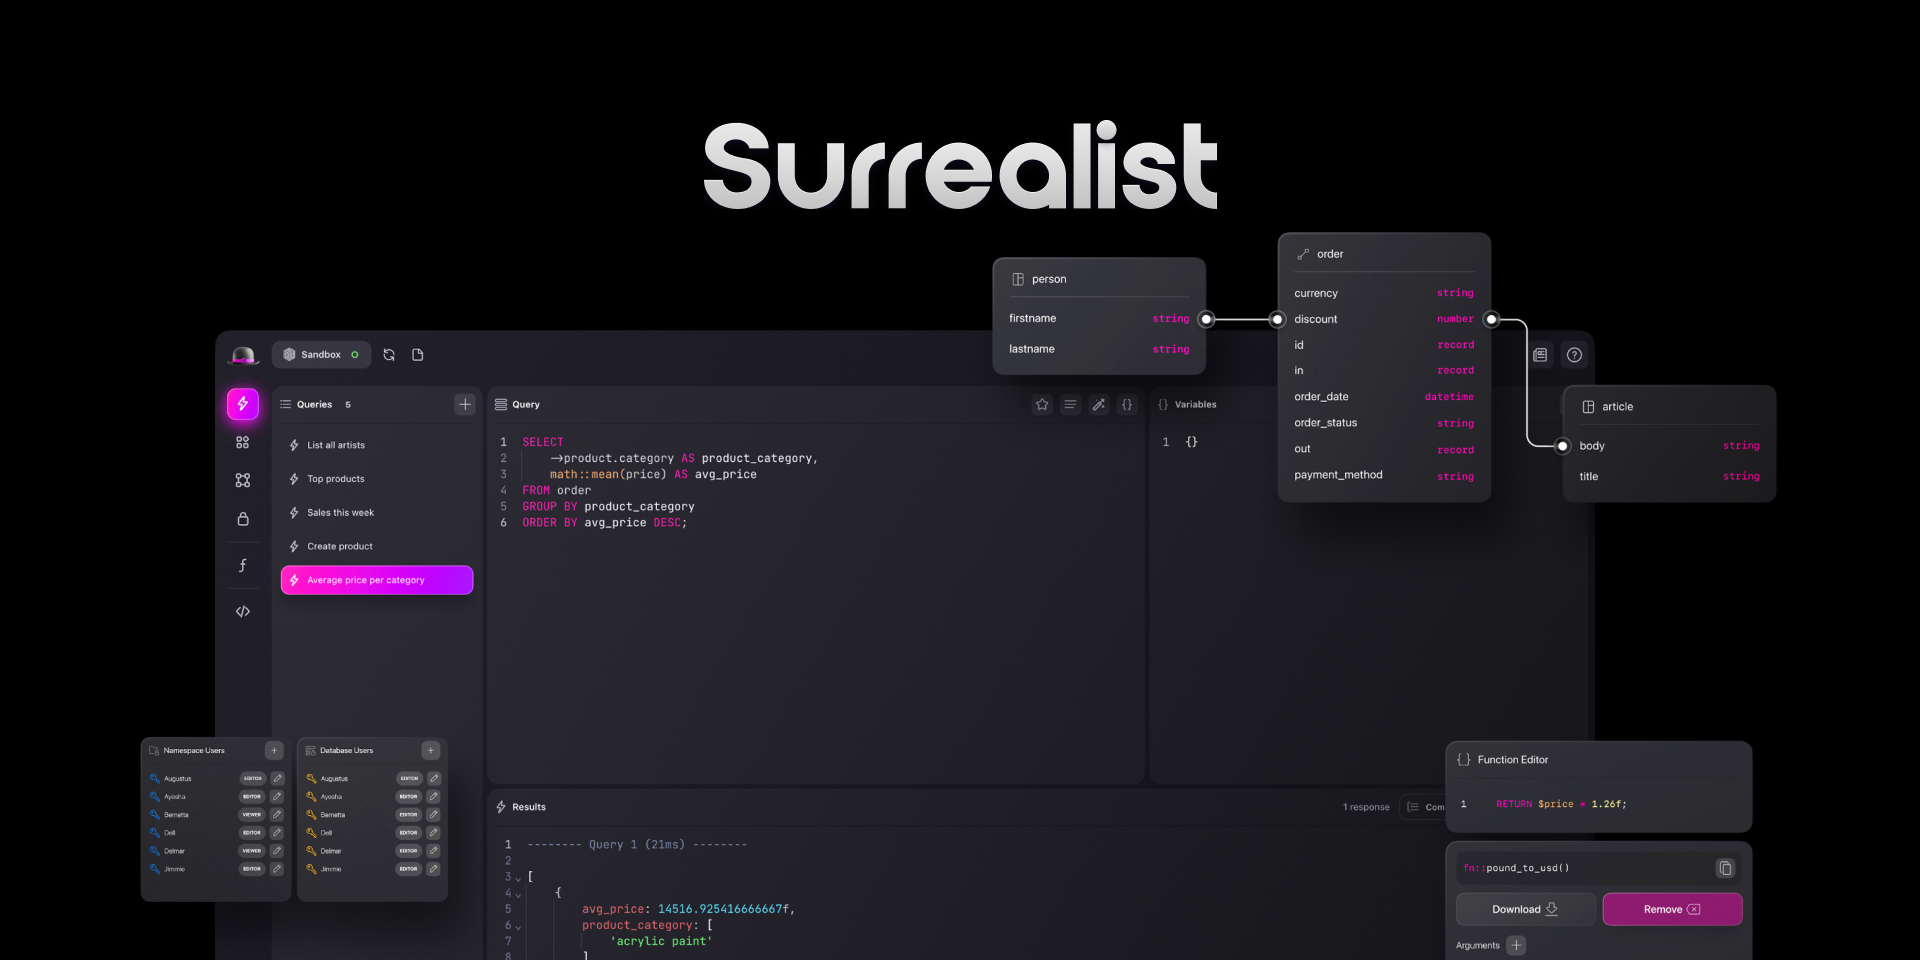 Surrealist
person
firstname string
lastname string
order
currency string
discount number
id record
in record
order_date datetime
order_status string
out record
payment_method string
article
body string
title string
Sandbox
Queries 5
List all artists
Top products
Sales this week
Create product
Average price per category
Query
1 SELECT
2 ->product.category AS product_category,
3 math::mean(price) AS avg_price
4 FROM order
5 GROUP BY product_category
6 ORDER BY avg_price DESC;
{} Variables
1 {}
Namespace Users
Augustus EDITOR
Ayesha EDITOR
Bernetta VIEWER
Dell EDITOR
Delmar VIEWER
Jimmie EDITOR
Database Users
Augustus EDITOR
Ayesha EDITOR
Bernetta EDITOR
Dell EDITOR
Delmar EDITOR
Jimmie EDITOR
Results
1 response
Com
1 -------- Query 1 (21ms) --------
2
3 [
4 {
5 avg_price: 14516.925416666667f,
6 product_category: [
7 'acrylic paint'
8 ]
{} Function Editor
1 RETURN $price * 1.26f;
fn::pound_to_usd()
Download
Remove
Arguments